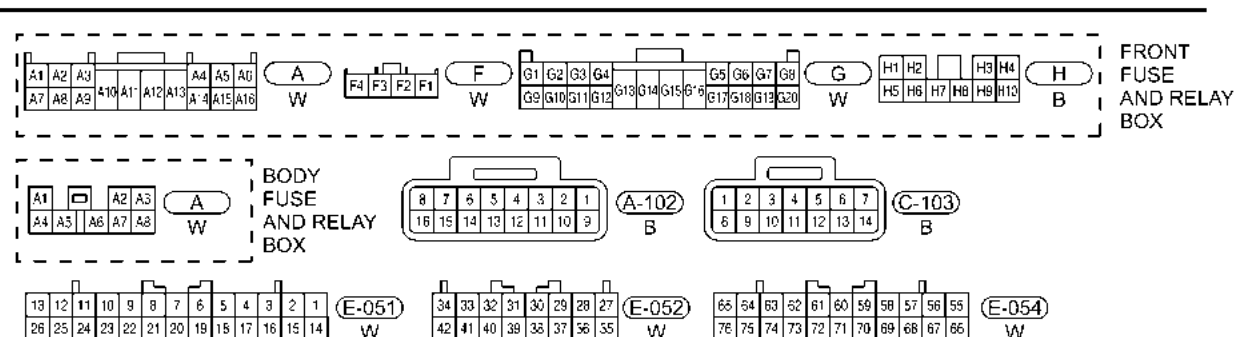 A1 A2 A3 A10 A11 A12 A13 A4 A5 A6
A7 A8 A9 A14 A15 A16
A
W
F4 F3 F2 F1
F
W
G1 G2 G3 G4 G13 G14 G15 G16 G5 G6 G7 G8
G9 G10 G11 G12 G17 G18 G19 G20
G
W
H1 H2 H3 H4
H5 H6 H7 H8 H9 H10
H
B
FRONT
FUSE
AND RELAY
BOX
A1 A2 A3
A4 A5 A6 A7 A8
A
W
BODY
FUSE
AND RELAY
BOX
8 7 6 5 4 3 2 1
16 15 14 13 12 11 10 9
A-102
B
1 2 3 4 5 6 7
8 9 10 11 12 13 14
C-103
B
13 12 11 10 9 8 7 6 5 4 3 2 1
26 25 24 23 22 21 20 19 18 17 16 15 14
E-051
W
34 33 32 31 30 29 28 27
42 41 40 39 38 37 36 35
E-052
W
65 64 63 62 61 60 59 58 57 56 55
76 75 74 73 72 71 70 69 68 67 66
E-054
W